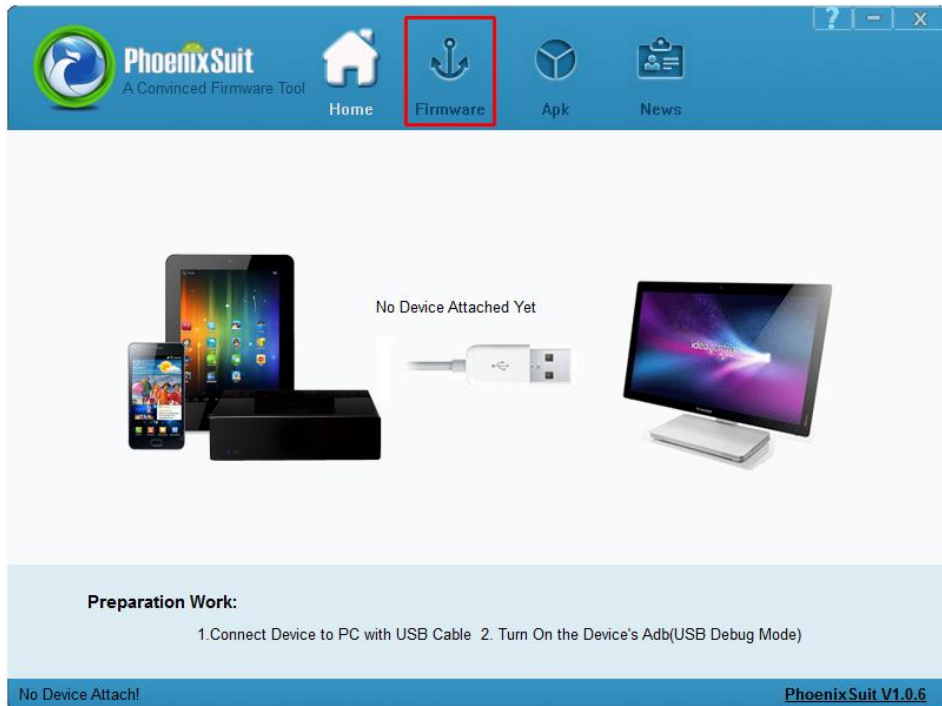 ? – X
PhoenixSuit
A Convinced Firmware Tool
Home Firmware Apk News
No Device Attached Yet
Preparation Work:
1.Connect Device to PC with USB Cable 2. Turn On the Device's Adb(USB Debug Mode)
No Device Attach! PhoenixSuit V1.0.6